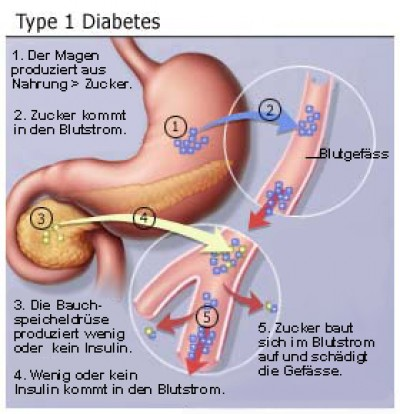 Type 1 Diabetes
1. Der Magen
produziert aus
Nahrung > Zucker.
2. Zucker kommt
in den Blutstrom.
1
2
Blutgefäss
3
4
5
3. Die Bauch-
speicheldrüse
produziert wenig
oder kein Insulin.
4. Wenig oder kein
Insulin kommt in den Blutstrom.
5. Zucker baut
sich im Blutstrom
auf und schädigt
die Gefässe.